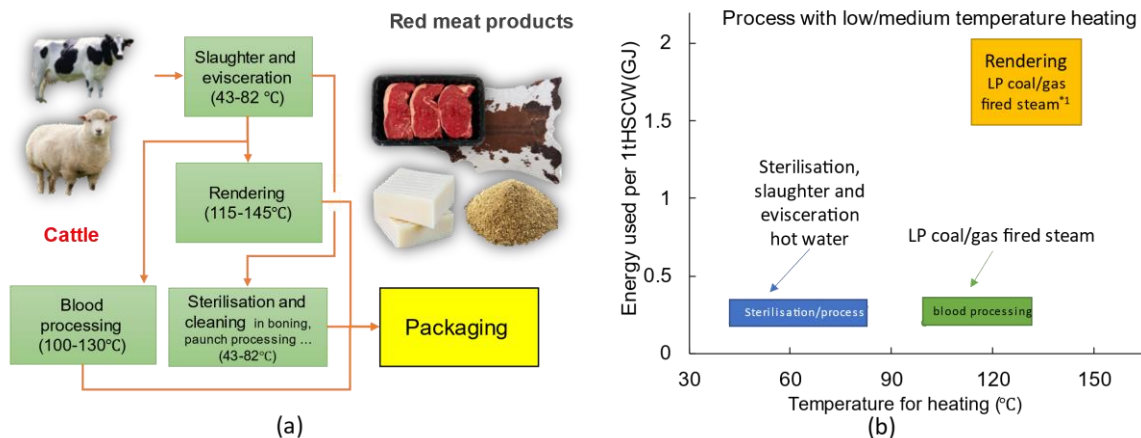 Red meat products
Slaughter and
evisceration
(43-82 ℃)
Rendering
(115-145℃)
Cattle
Blood
processing
(100-130℃)
Sterilisation and
cleaning in boning,
paunch processing ...
(43-82℃)
Packaging
(a)
Process with low/medium temperature heating
Energy used per 1tHSCW(GJ)
2
1.5
1
0.5
0
Rendering
LP coal/gas
fired steam*1
Sterilisation,
slaughter and
evisceration
hot water
LP coal/gas fired steam
Sterilisation/process
blood processing
30
60
90
120
150
Temperature for heating (℃)
(b)